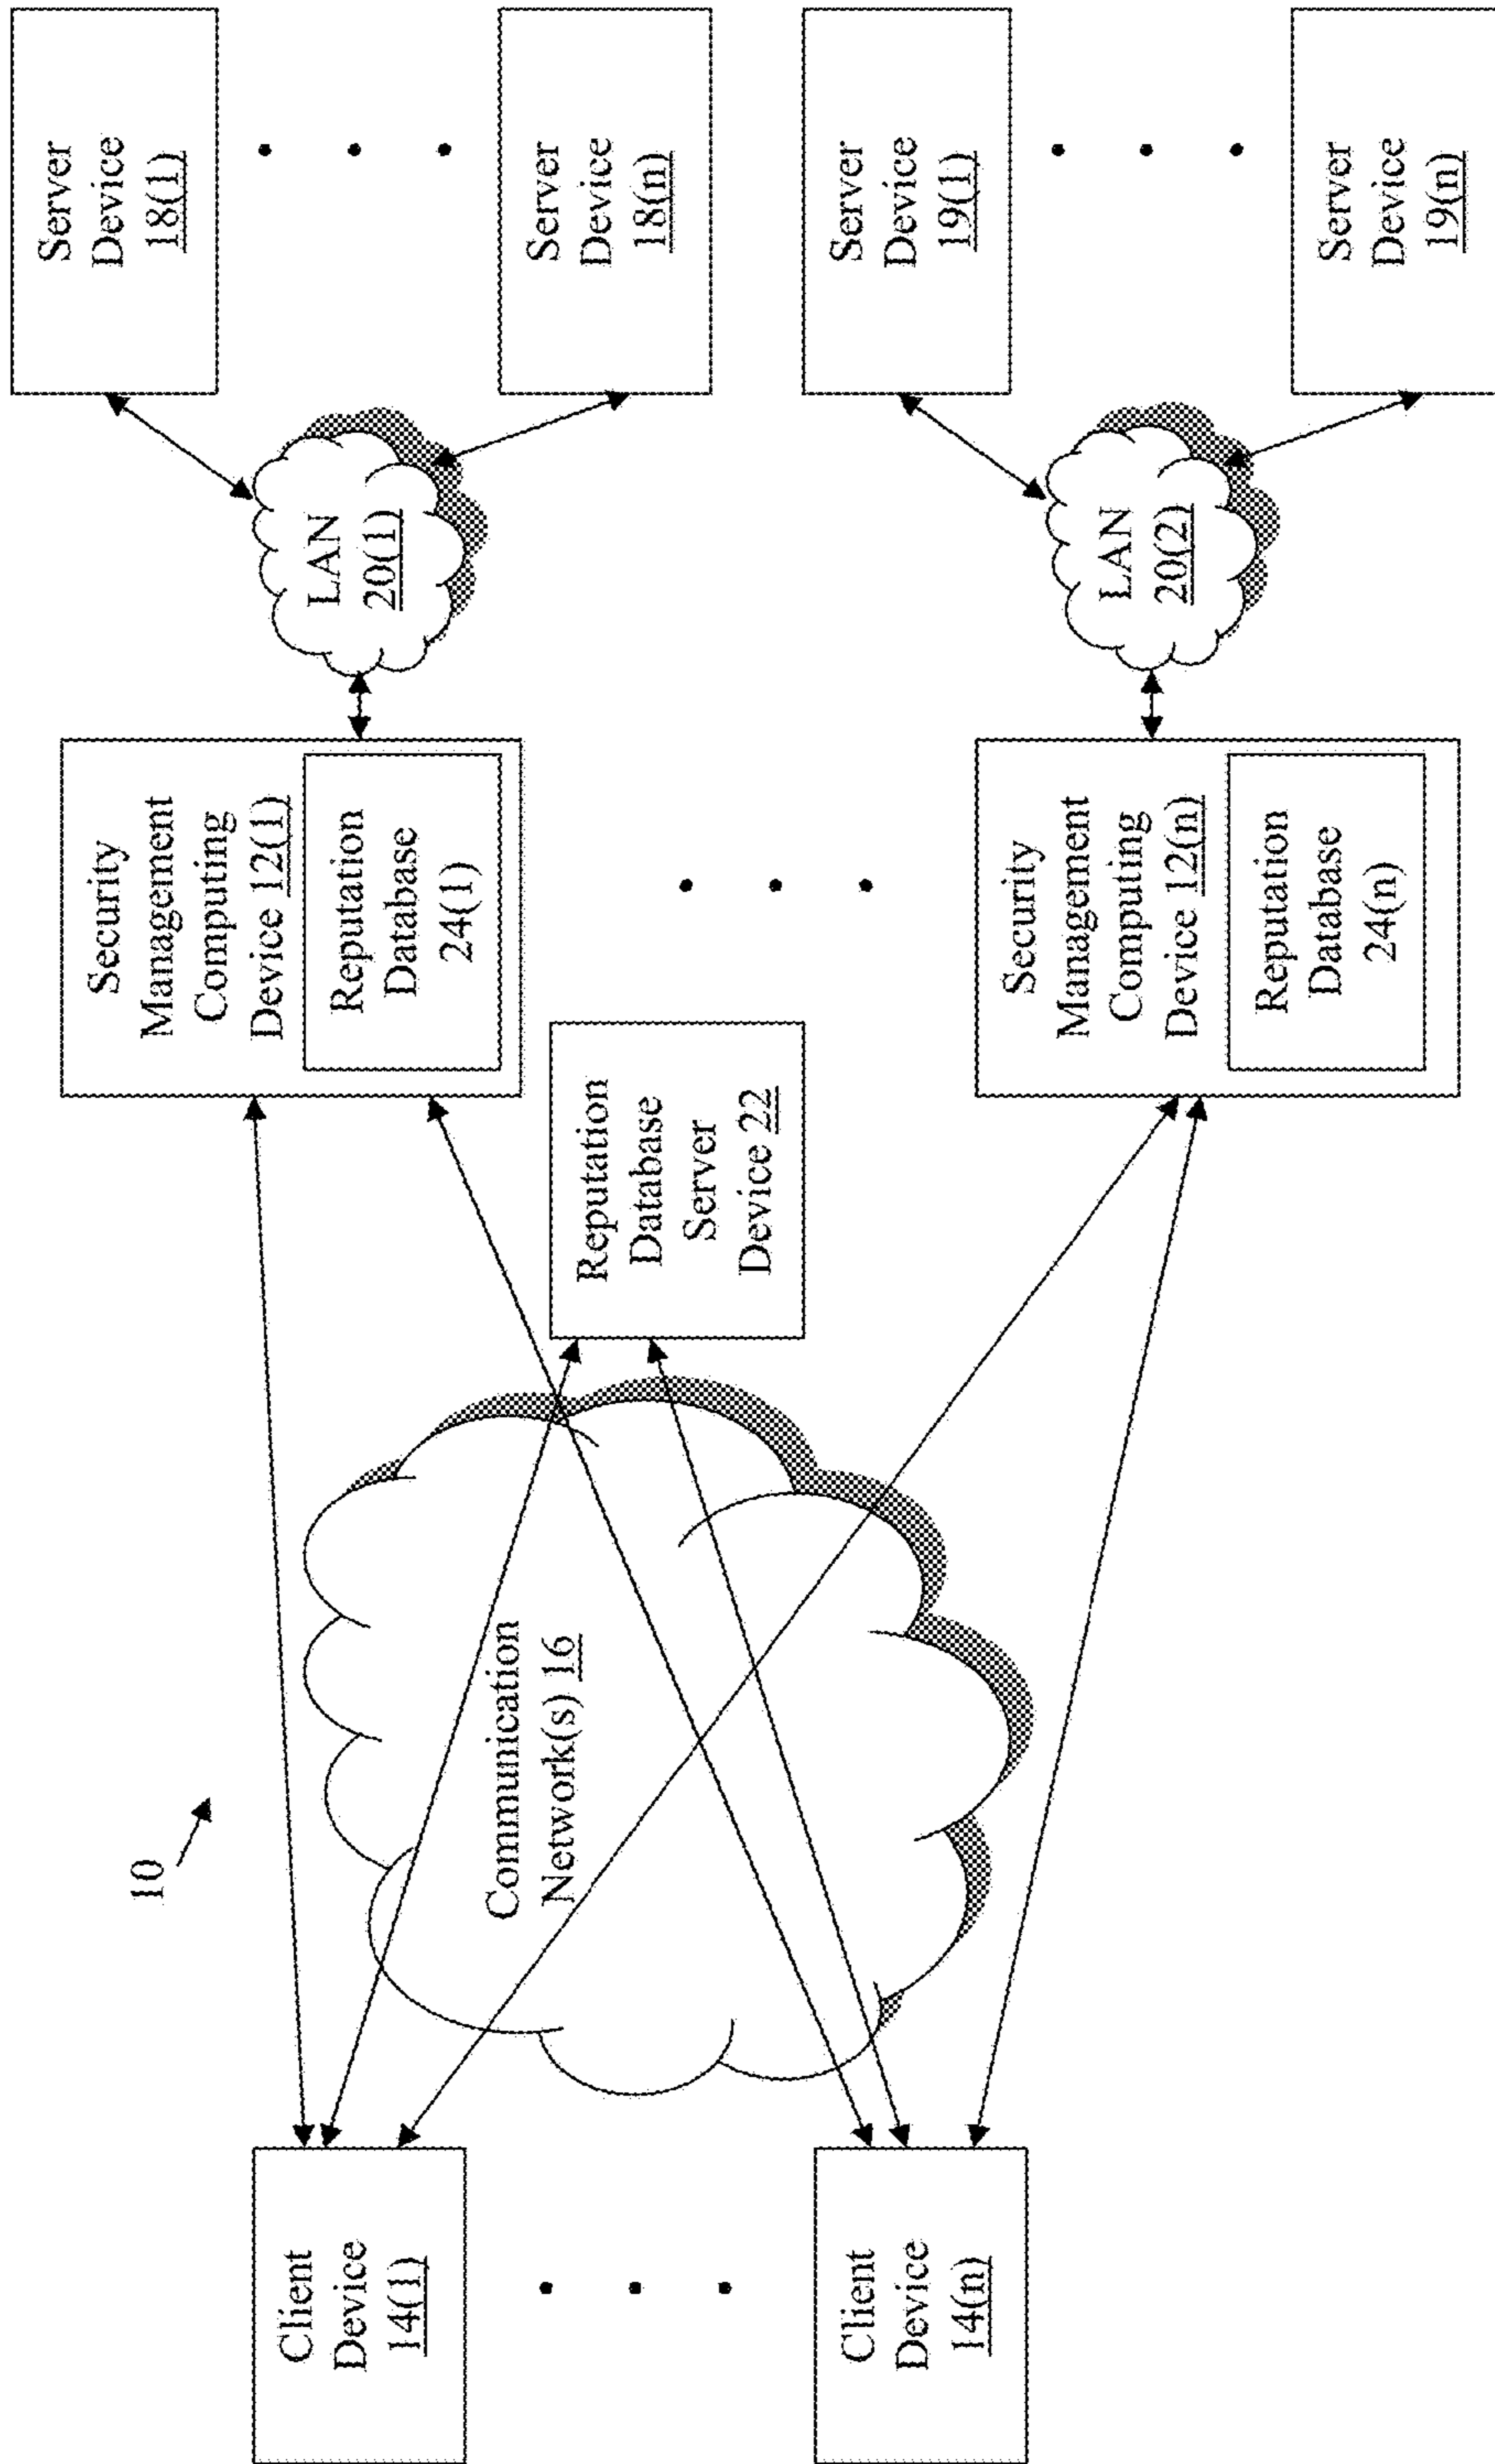 10
Client
Device
14(1)
Client
Device
14(n)
Communication
Network(s) 16
Reputation
Database
Server
Device 22
Security
Management
Computing
Device 12(1)
Reputation
Database
24(1)
Security
Management
Computing
Device 12(n)
Reputation
Database
24(n)
LAN
20(1)
LAN
20(2)
Server
Device
18(1)
Server
Device
18(n)
Server
Device
19(1)
Server
Device
19(n)